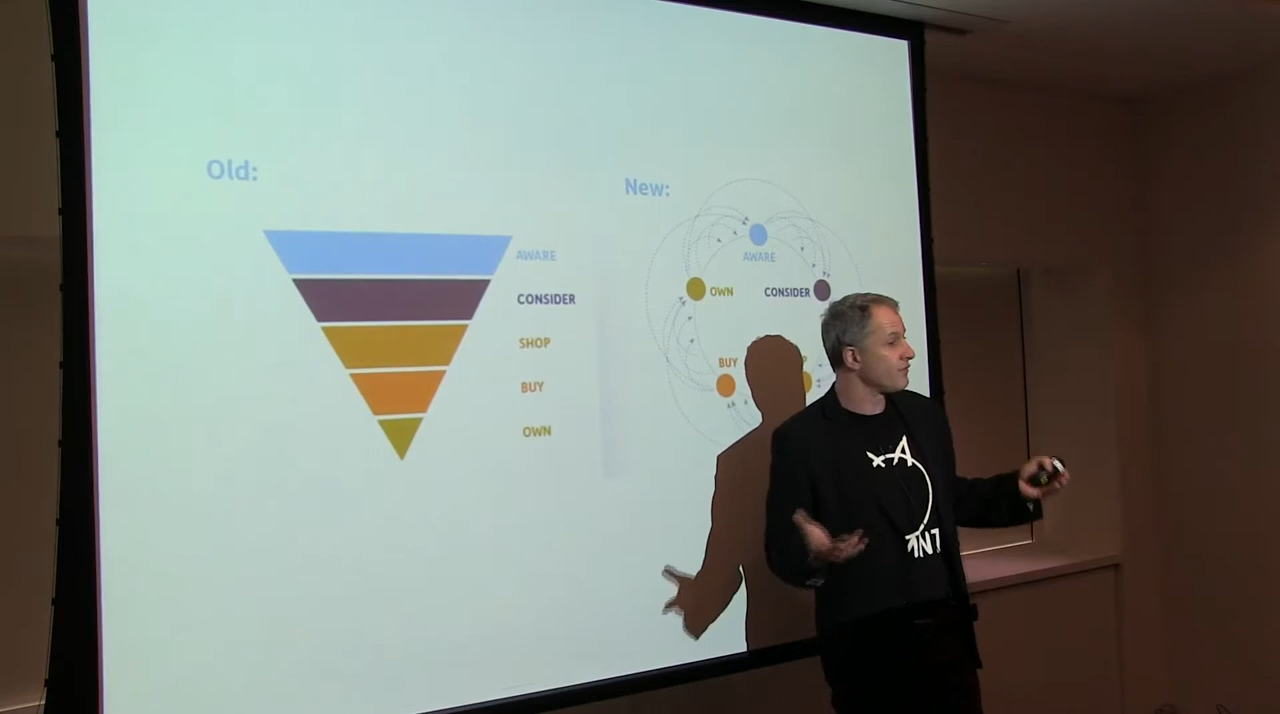 Old:
AWARE
CONSIDER
SHOP
BUY
OWN
New:
AWARE
OWN
CONSIDER
BUY